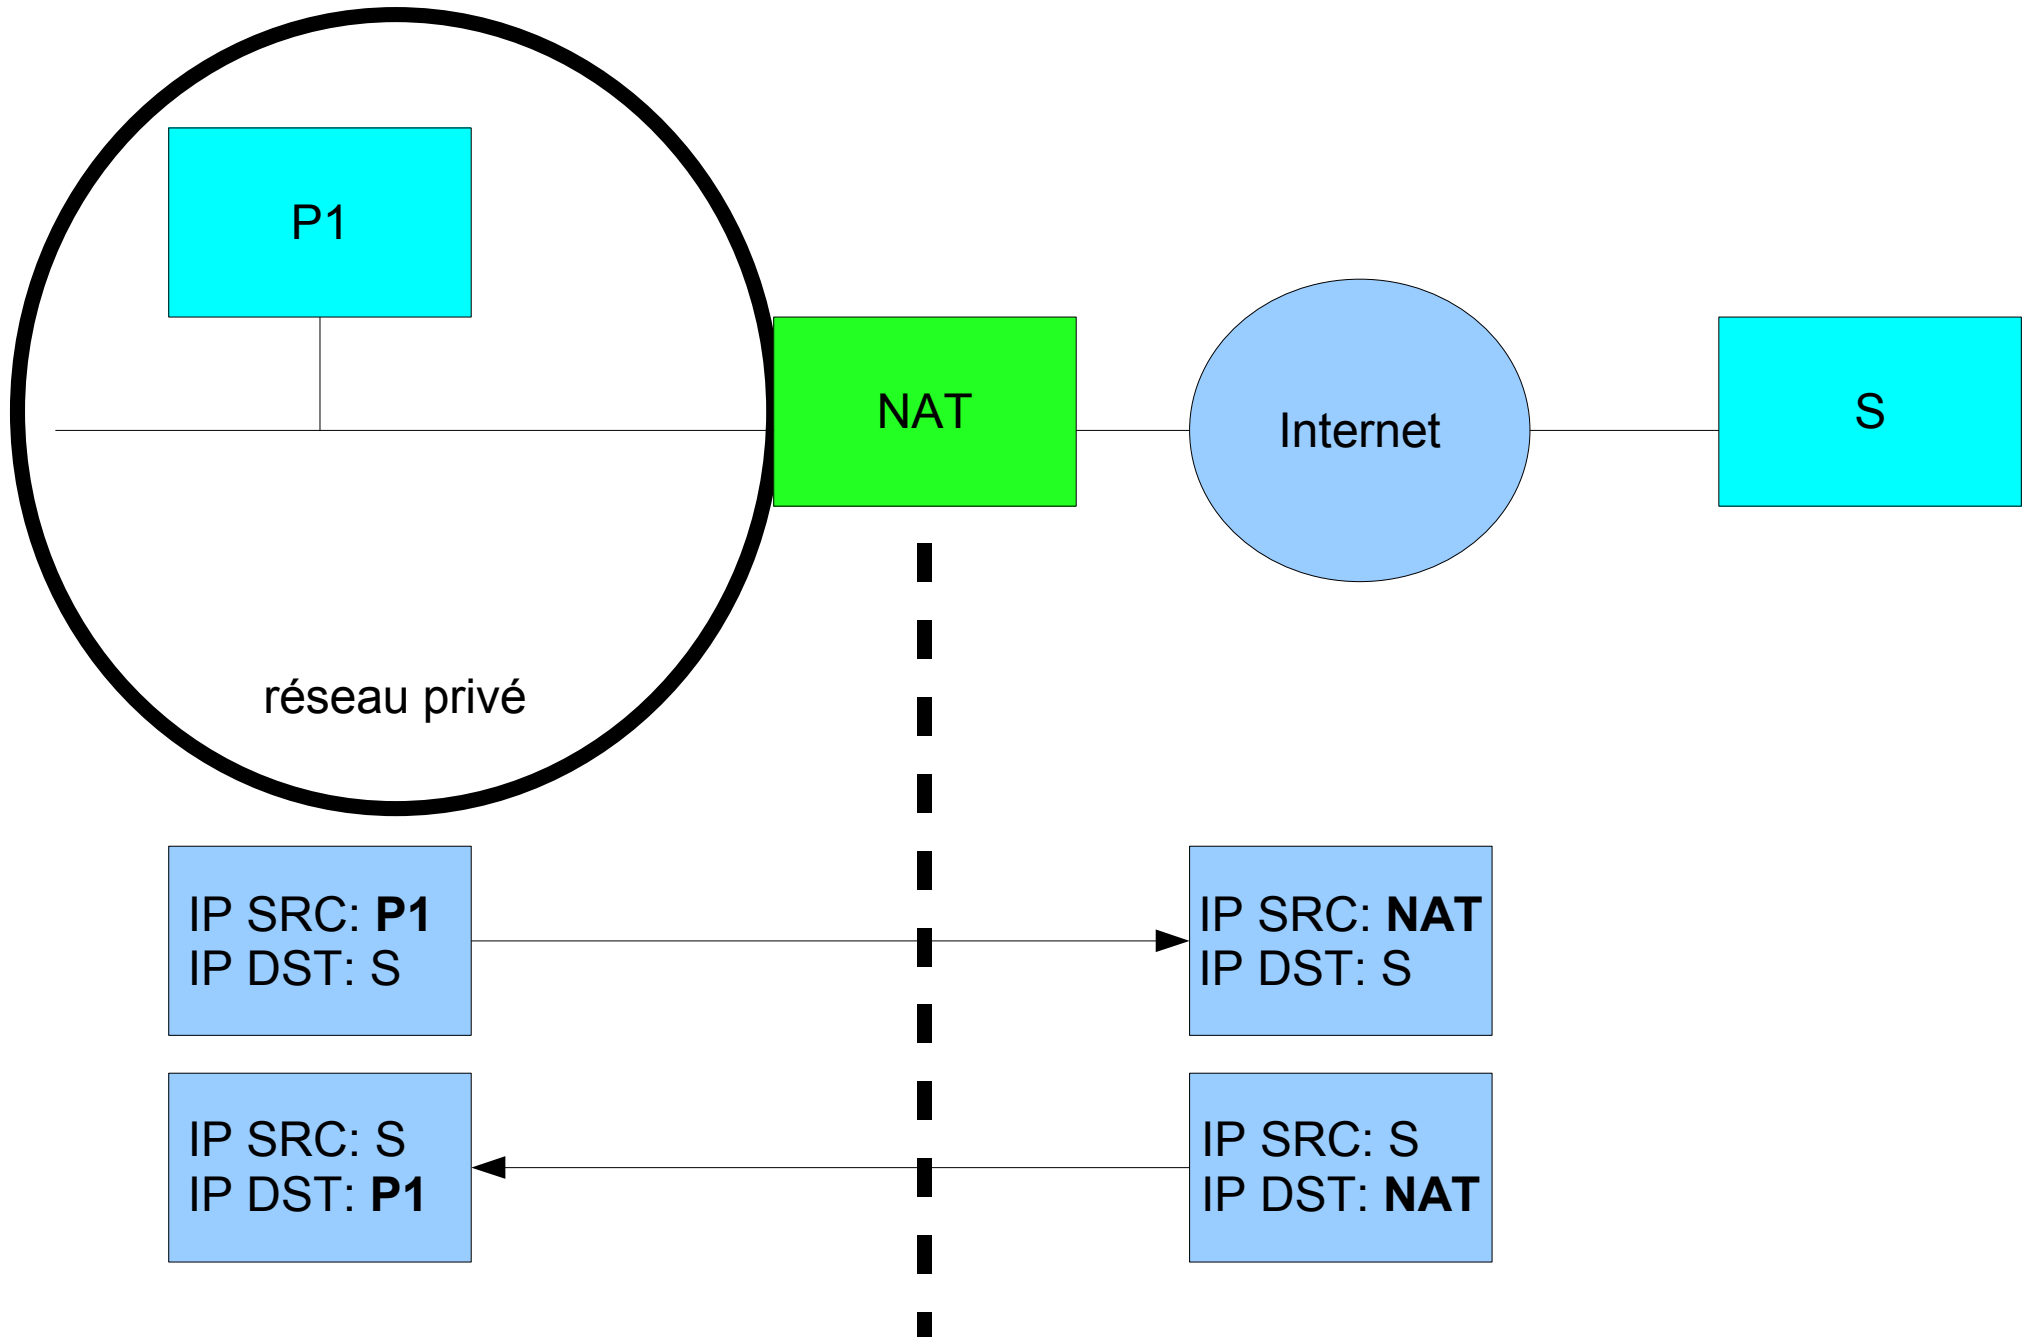 P1
NAT
Internet
S
réseau privé
IP SRC: P1
IP DST: S
IP SRC: NAT
IP DST: S
IP SRC: S
IP DST: P1
IP SRC: S
IP DST: NAT